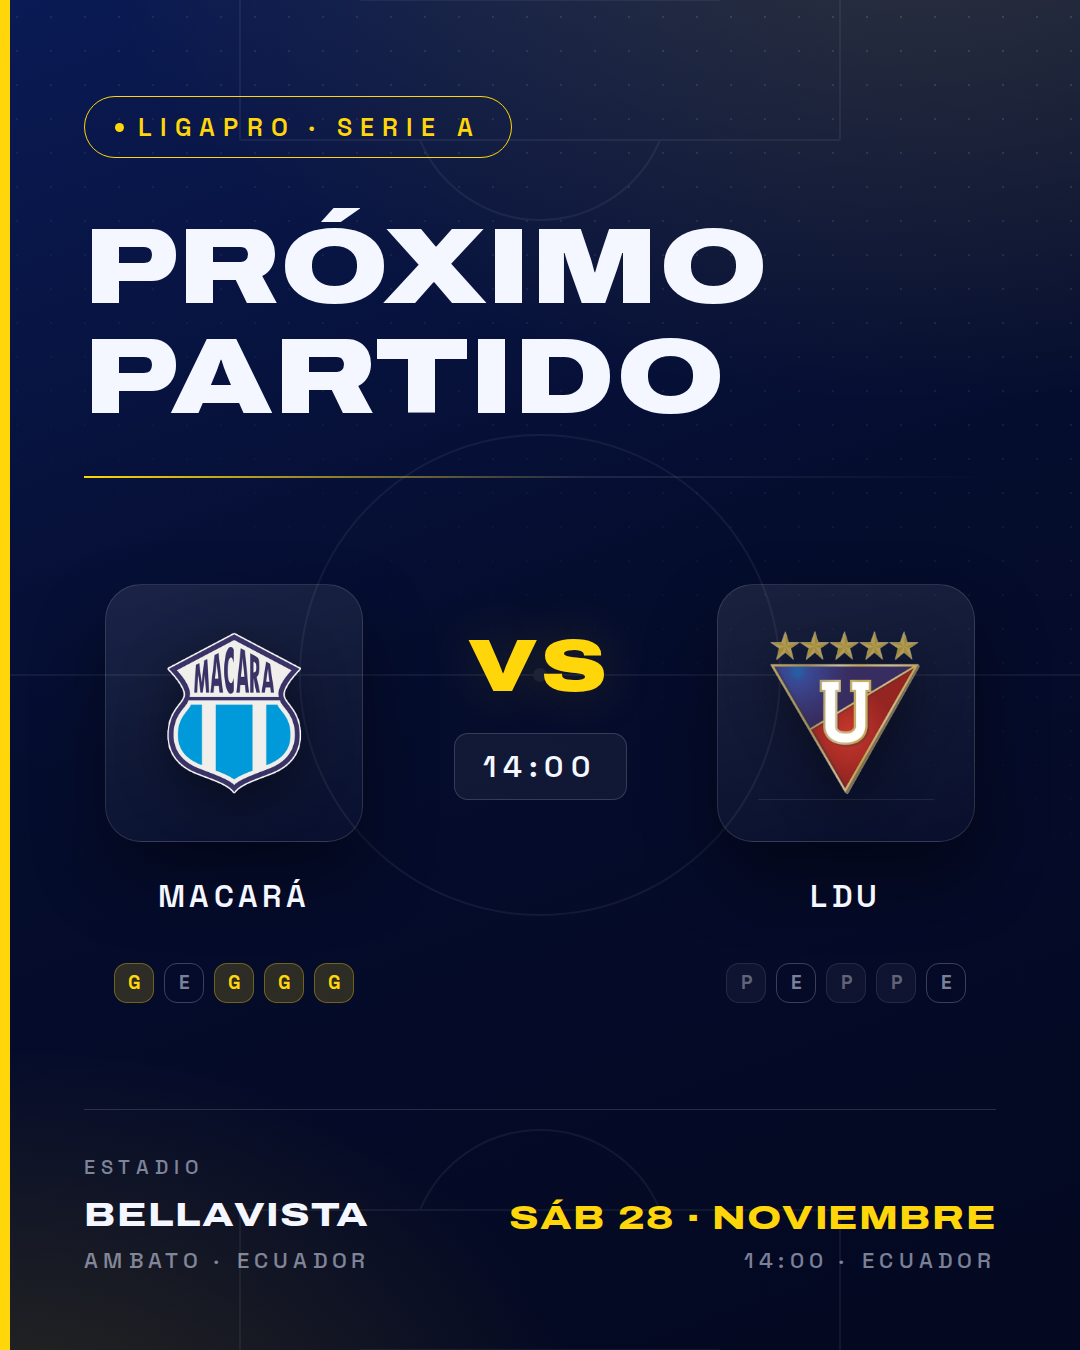 • LIGAPRO · SERIE A
PRÓXIMO
PARTIDO
MACARÁ
U
VS
14:00
MACARÁ
LDU
G E G G G
P E P P E
ESTADIO
BELLAVISTA
AMBATO · ECUADOR
SÁB 28 · NOVIEMBRE
14:00 · ECUADOR